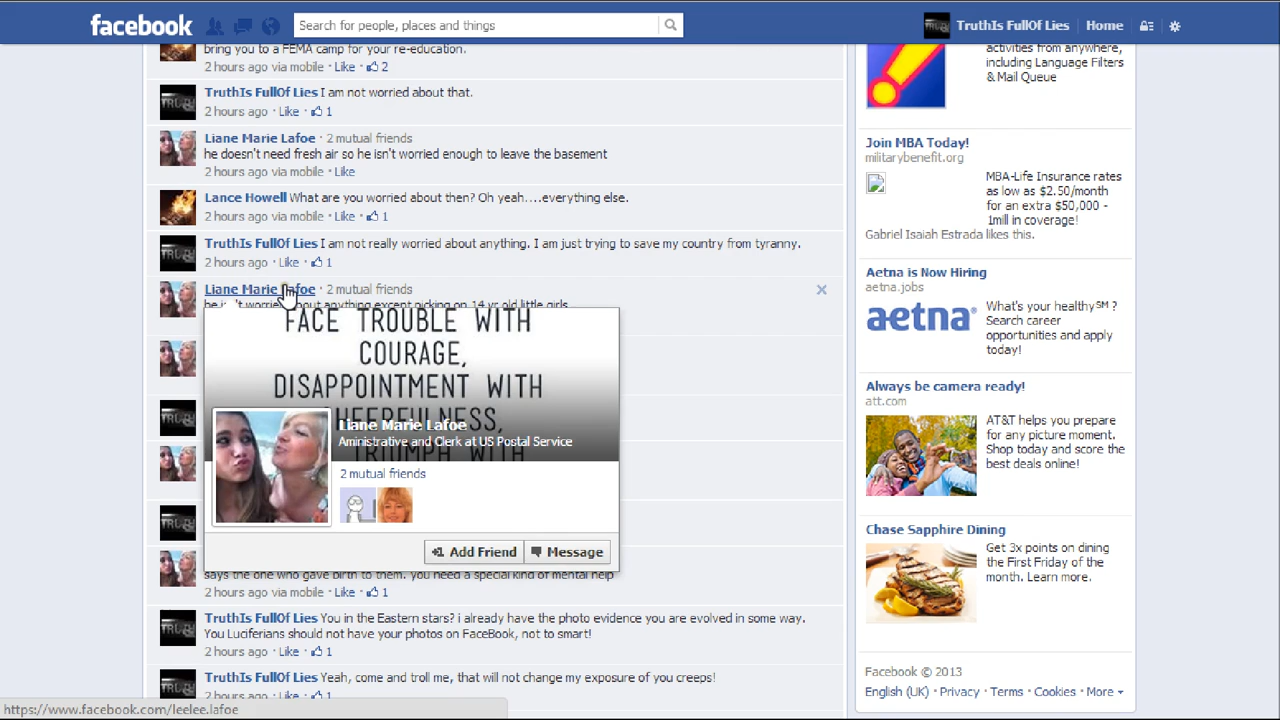 facebook
Search for people, places and things
TruthIs FullOf Lies Home
bring you to a FEMA camp for your re-education.
2 hours ago via mobile · Like · 2
TruthIs FullOf Lies I am not worried about that.
2 hours ago · Like · 1
Liane Marie Lafoe · 2 mutual friends
he doesn't need fresh air so he isn't worried enough to leave the basement
2 hours ago via mobile · Like
Lance Howell What are you worried about then? Oh yeah....everything else.
2 hours ago via mobile · Like · 1
TruthIs FullOf Lies I am not really worried about anything. I am just trying to save my country from tyranny.
2 hours ago · Like · 1
Liane Marie Lafoe · 2 mutual friends
he isn't worried about anything except picking on 14 yr old little girls
FACE TROUBLE WITH
COURAGE,
DISAPPOINTMENT WITH
HEERFULNESS,
Liane Marie Lafoe
Aministrative and Clerk at US Postal Service
2 mutual friends
Add Friend Message
says the one who gave birth to them. you need a special kind of mental help
2 hours ago via mobile · Like · 1
TruthIs FullOf Lies You in the Eastern stars? i already have the photo evidence you are evolved in some way.
You Luciferians should not have your photos on FaceBook, not to smart!
2 hours ago · Like · 1
TruthIs FullOf Lies Yeah, come and troll me, that will not change my exposure of you creeps!
2 hours ago · Like · 1
https://www.facebook.com/leelee.lafoe
activities from anywhere,
including Language Filters
& Mail Queue
Join MBA Today!
militarybenefit.org
MBA-Life Insurance rates
as low as $2.50/month
for an extra $50,000 -
1mill in coverage!
Gabriel Isaiah Estrada likes this.
Aetna is Now Hiring
aetna.jobs
aetna®
What's your healthy℠ ?
Search career
opportunities and apply
today!
Always be camera ready!
att.com
AT&T helps you prepare
for any picture moment.
Shop today and score the
best deals online!
Chase Sapphire Dining
Get 3x points on dining
the First Friday of the
month. Learn more.
Facebook © 2013
English (UK) · Privacy · Terms · Cookies · More